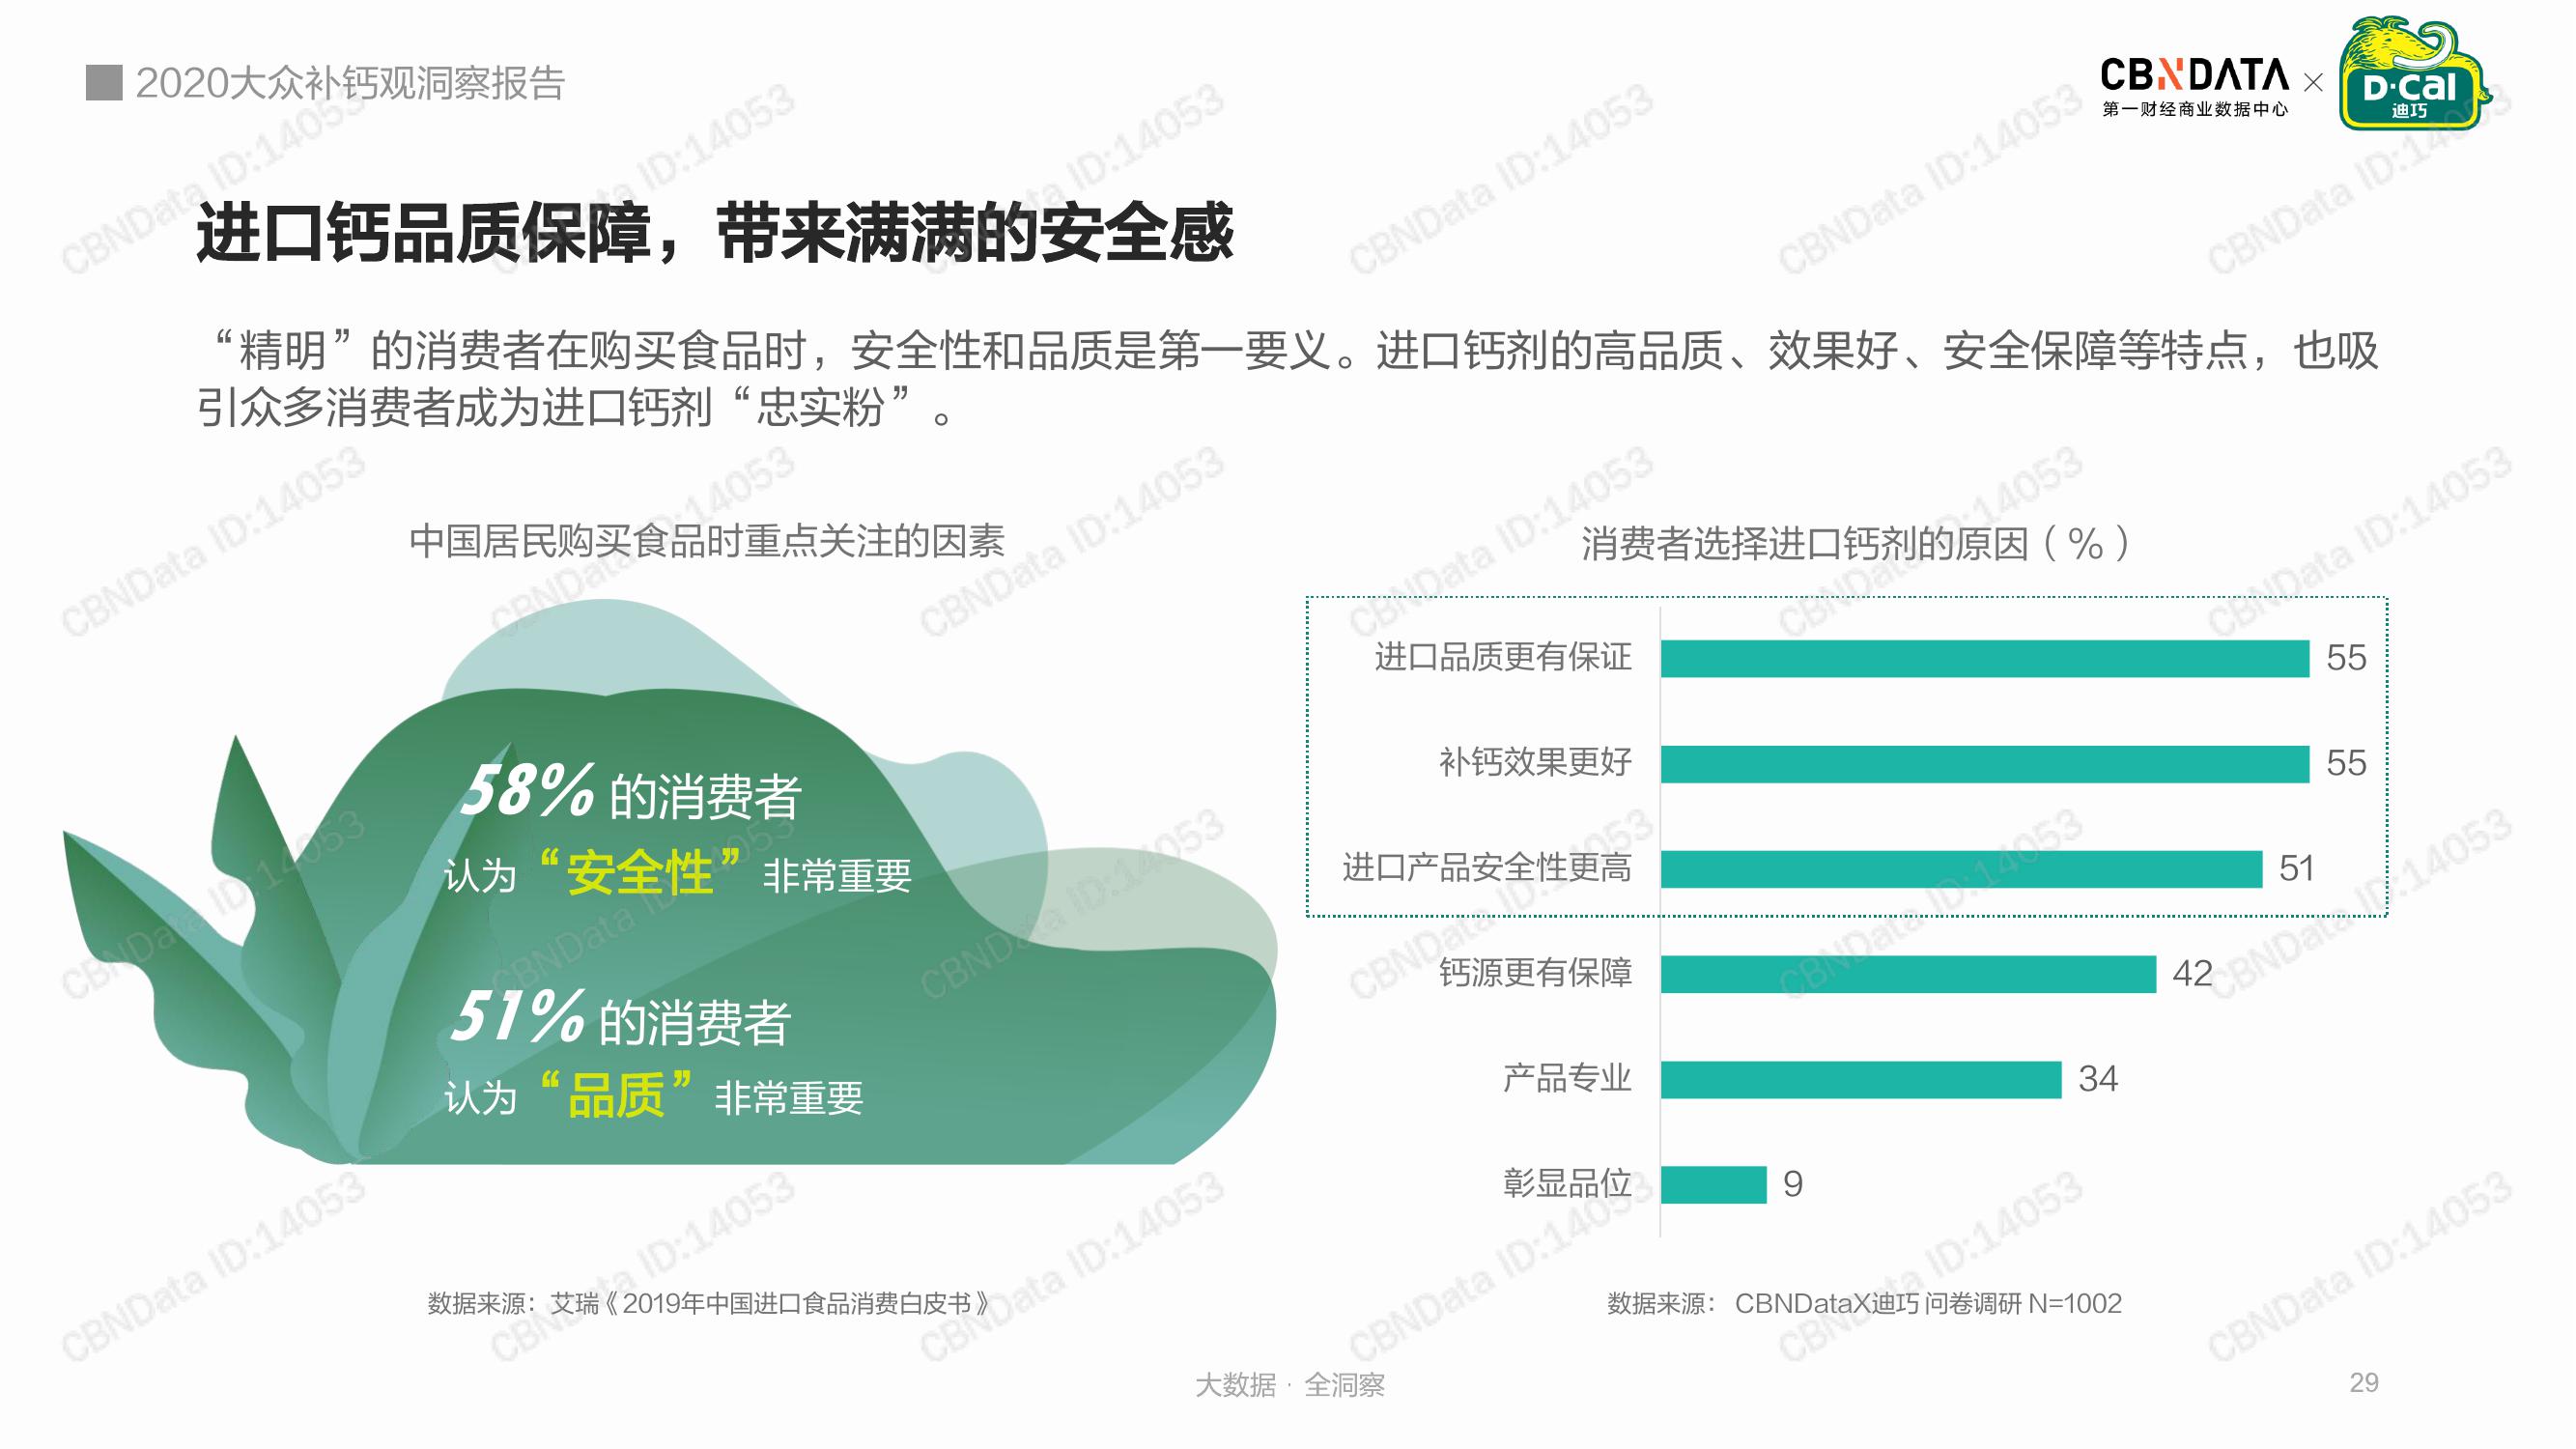 2020大众补钙观洞察报告
CBNDATA × D·Cal
第一财经商业数据中心
迪巧
进口钙品质保障，带来满满的安全感
“精明”的消费者在购买食品时，安全性和品质是第一要义。进口钙剂的高品质、效果好、安全保障等特点，也吸
引众多消费者成为进口钙剂“忠实粉”。
中国居民购买食品时重点关注的因素
58%的消费者
认为“安全性”非常重要
51%的消费者
认为“品质”非常重要
数据来源：艾瑞《2019年中国进口食品消费白皮书》
消费者选择进口钙剂的原因（%）
进口品质更有保证 55
补钙效果更好 55
进口产品安全性更高 51
钙源更有保障 42
产品专业 34
彰显品位 9
数据来源： CBNDataX迪巧 问卷调研 N=1002
大数据 · 全洞察
29
CBNData ID:14053